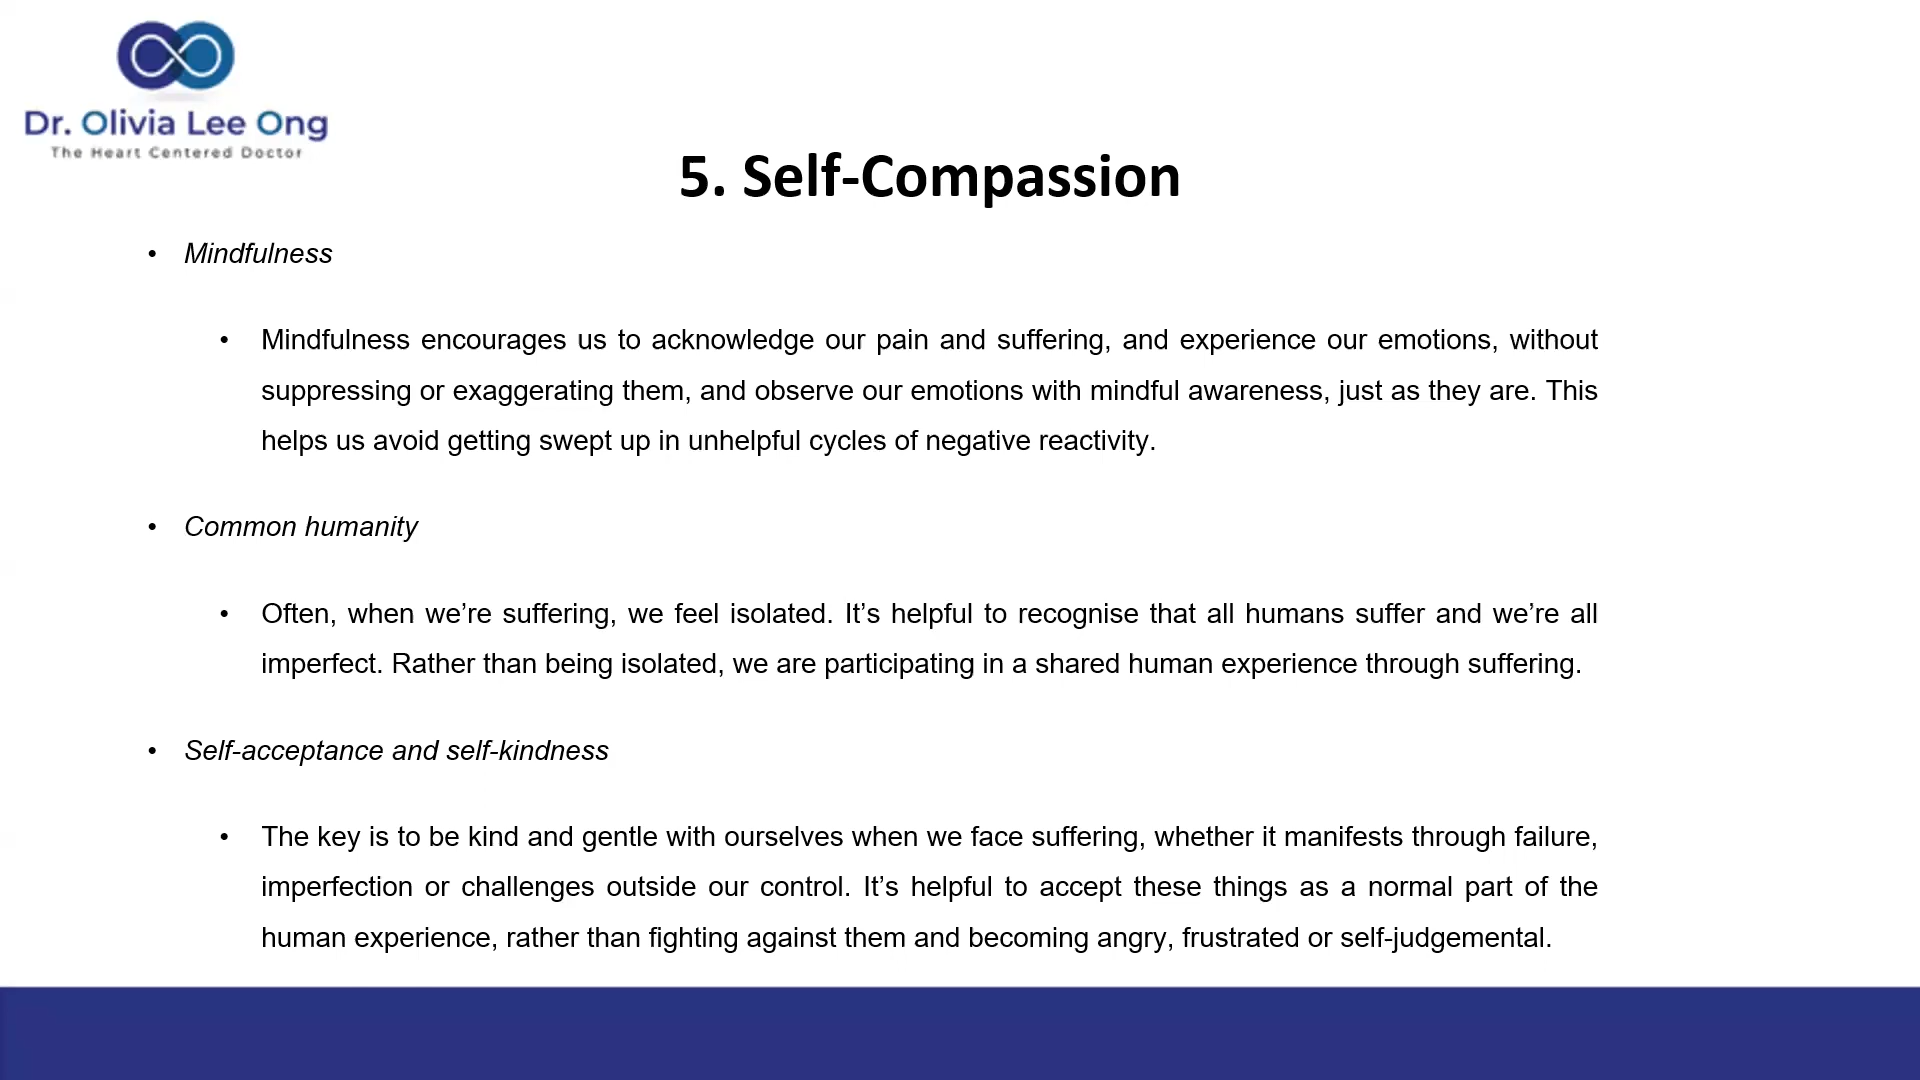 Dr. Olivia Lee Ong
The Heart Centered Doctor
5. Self-Compassion
• Mindfulness
• Mindfulness encourages us to acknowledge our pain and suffering, and experience our emotions, without
suppressing or exaggerating them, and observe our emotions with mindful awareness, just as they are. This
helps us avoid getting swept up in unhelpful cycles of negative reactivity.
• Common humanity
• Often, when we’re suffering, we feel isolated. It’s helpful to recognise that all humans suffer and we’re all
imperfect. Rather than being isolated, we are participating in a shared human experience through suffering.
• Self-acceptance and self-kindness
• The key is to be kind and gentle with ourselves when we face suffering, whether it manifests through failure,
imperfection or challenges outside our control. It’s helpful to accept these things as a normal part of the
human experience, rather than fighting against them and becoming angry, frustrated or self-judgemental.